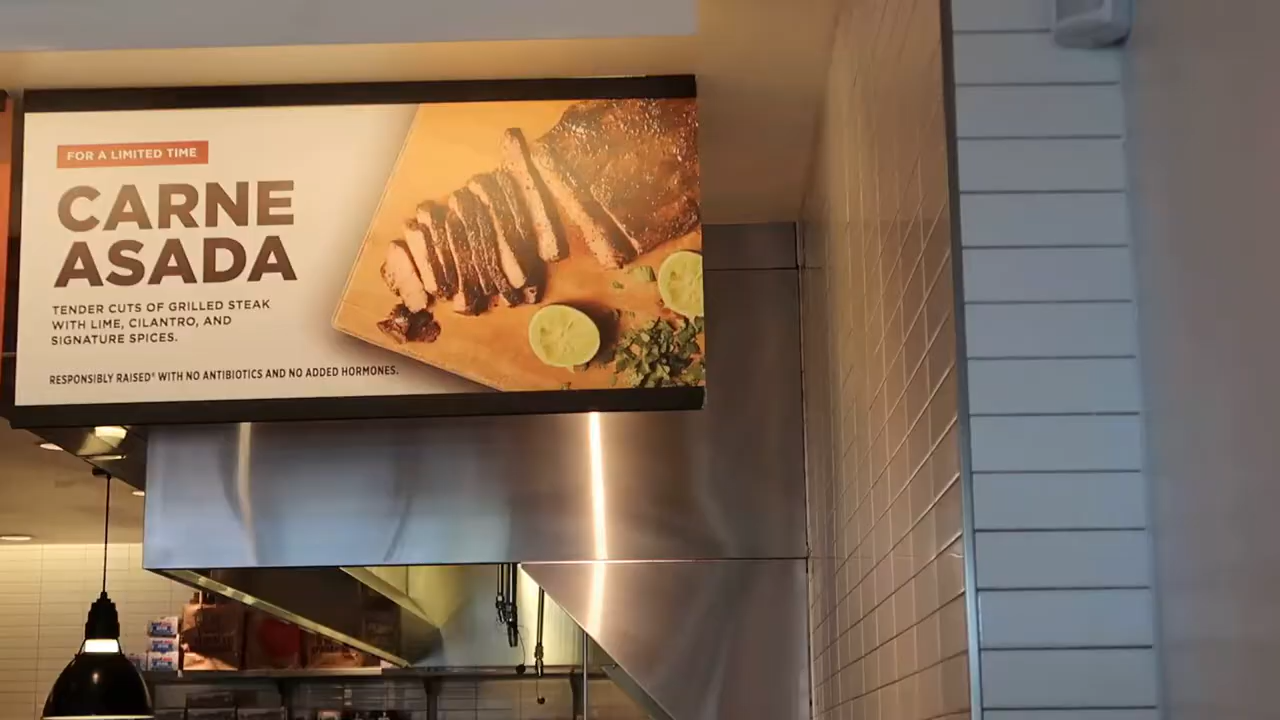 FOR A LIMITED TIME
CARNE
ASADA
TENDER CUTS OF GRILLED STEAK
WITH LIME, CILANTRO, AND
SIGNATURE SPICES.
RESPONSIBLY RAISED® WITH NO ANTIBIOTICS AND NO ADDED HORMONES.